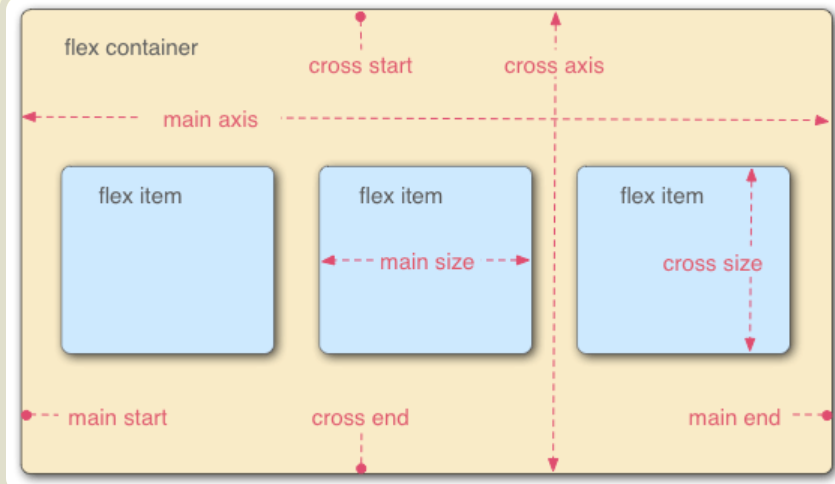 flex container
cross start
cross axis
main axis
flex item
flex item
flex item
main size
cross size
main start
cross end
main end